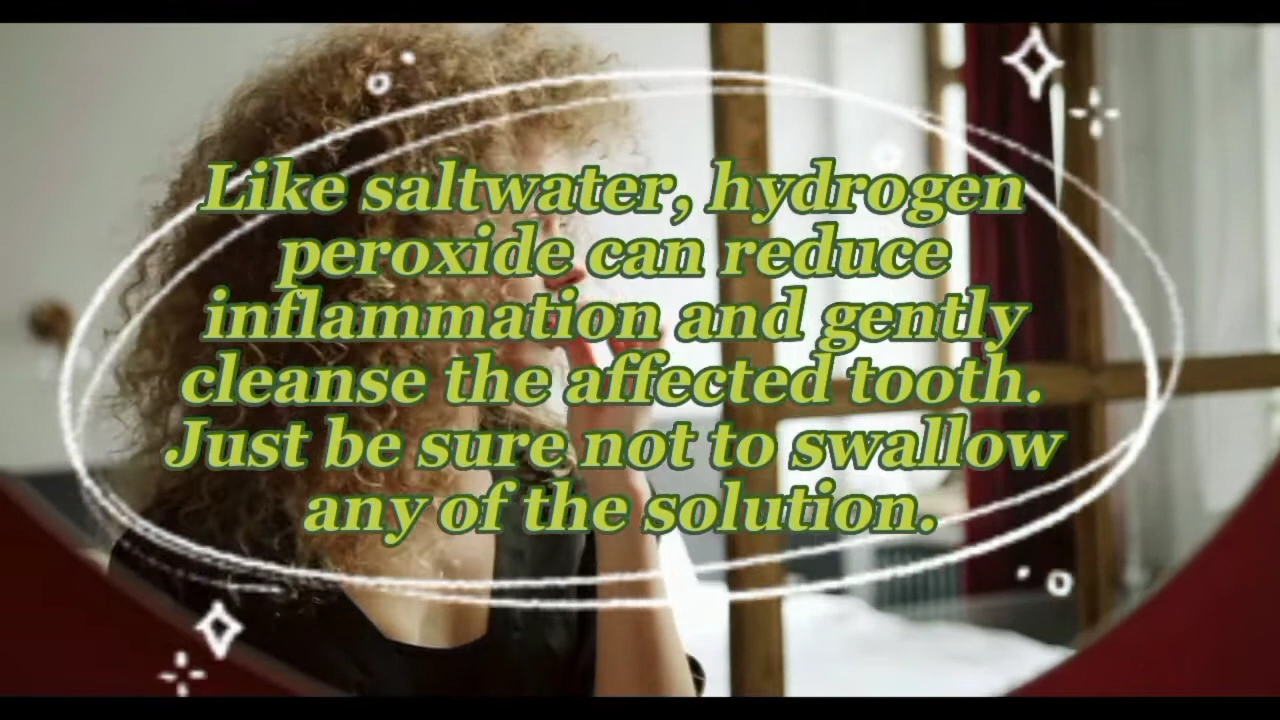 Like saltwater, hydrogen
peroxide can reduce
inflammation and gently
cleanse the affected tooth.
Just be sure not to swallow
any of the solution.